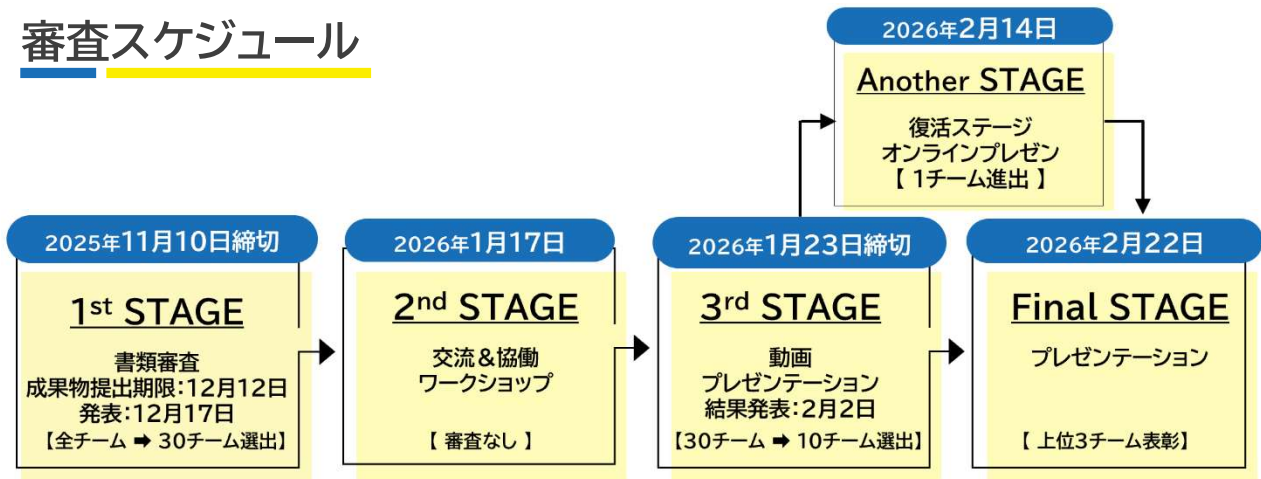 審査スケジュール
2026年2月14日
Another STAGE
復活ステージ
オンラインプレゼン
【 1チーム進出 】
2025年11月10日締切
1st STAGE
書類審査
成果物提出期限:12月12日
発表:12月17日
【全チーム ➡ 30チーム選出】
2026年1月17日
2nd STAGE
交流&協働
ワークショップ
【 審査なし 】
2026年1月23日締切
3rd STAGE
動画
プレゼンテーション
結果発表:2月2日
【30チーム ➡ 10チーム選出】
2026年2月22日
Final STAGE
プレゼンテーション
【 上位3チーム表彰】